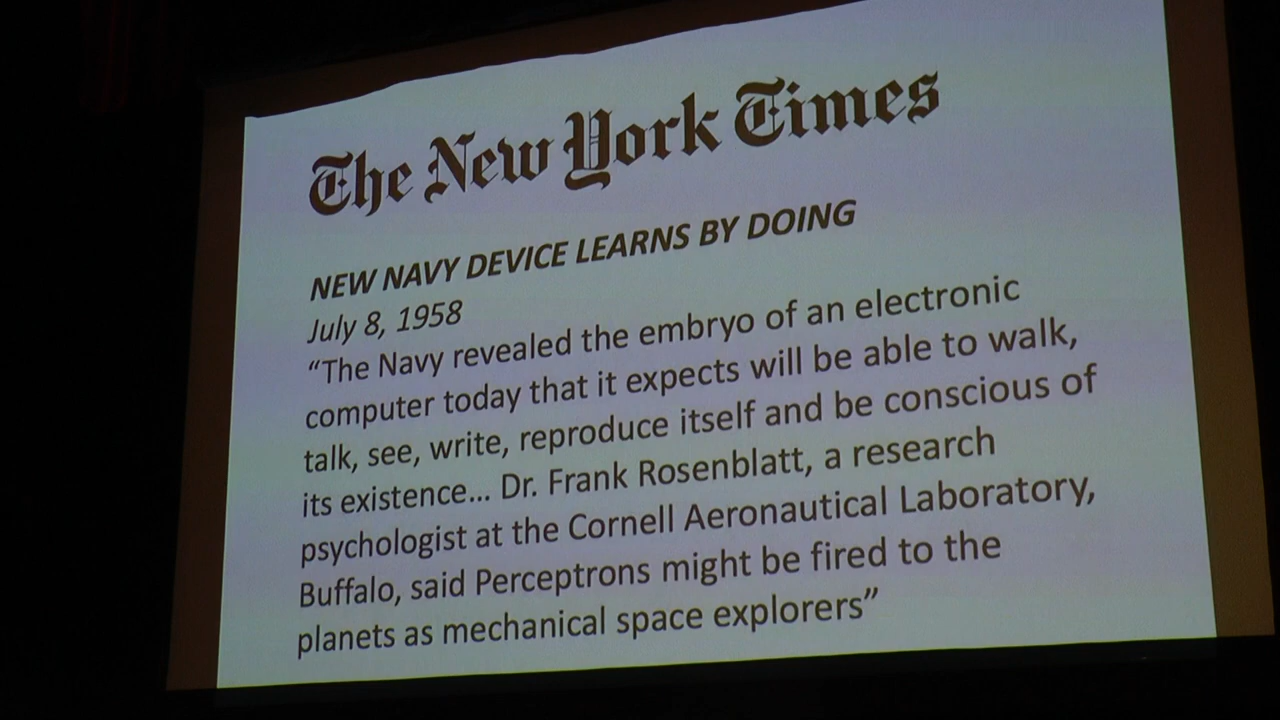 The New York Times
NEW NAVY DEVICE LEARNS BY DOING
July 8, 1958
“The Navy revealed the embryo of an electronic
computer today that it expects will be able to walk,
talk, see, write, reproduce itself and be conscious of
its existence... Dr. Frank Rosenblatt, a research
psychologist at the Cornell Aeronautical Laboratory,
Buffalo, said Perceptrons might be fired to the
planets as mechanical space explorers”